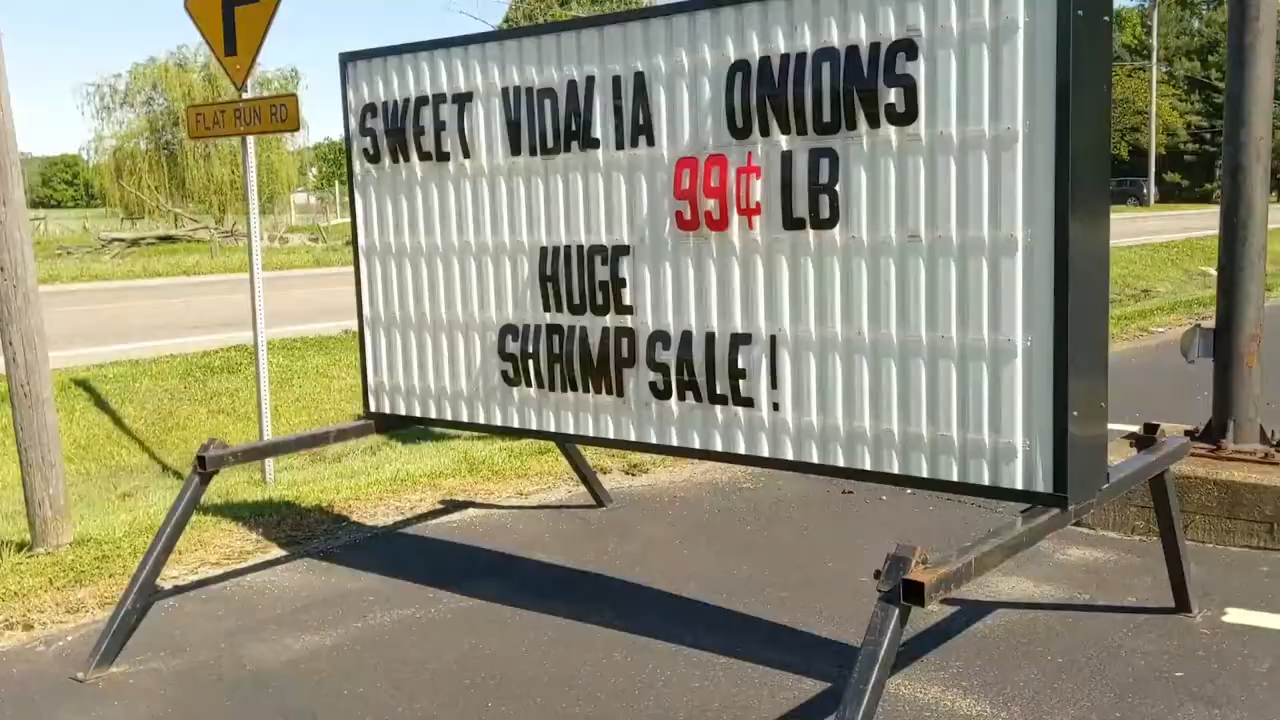 FLAT RUN RD
SWEET VIDALIA ONIONS
99¢ LB
HUGE
SHRIMP SALE!